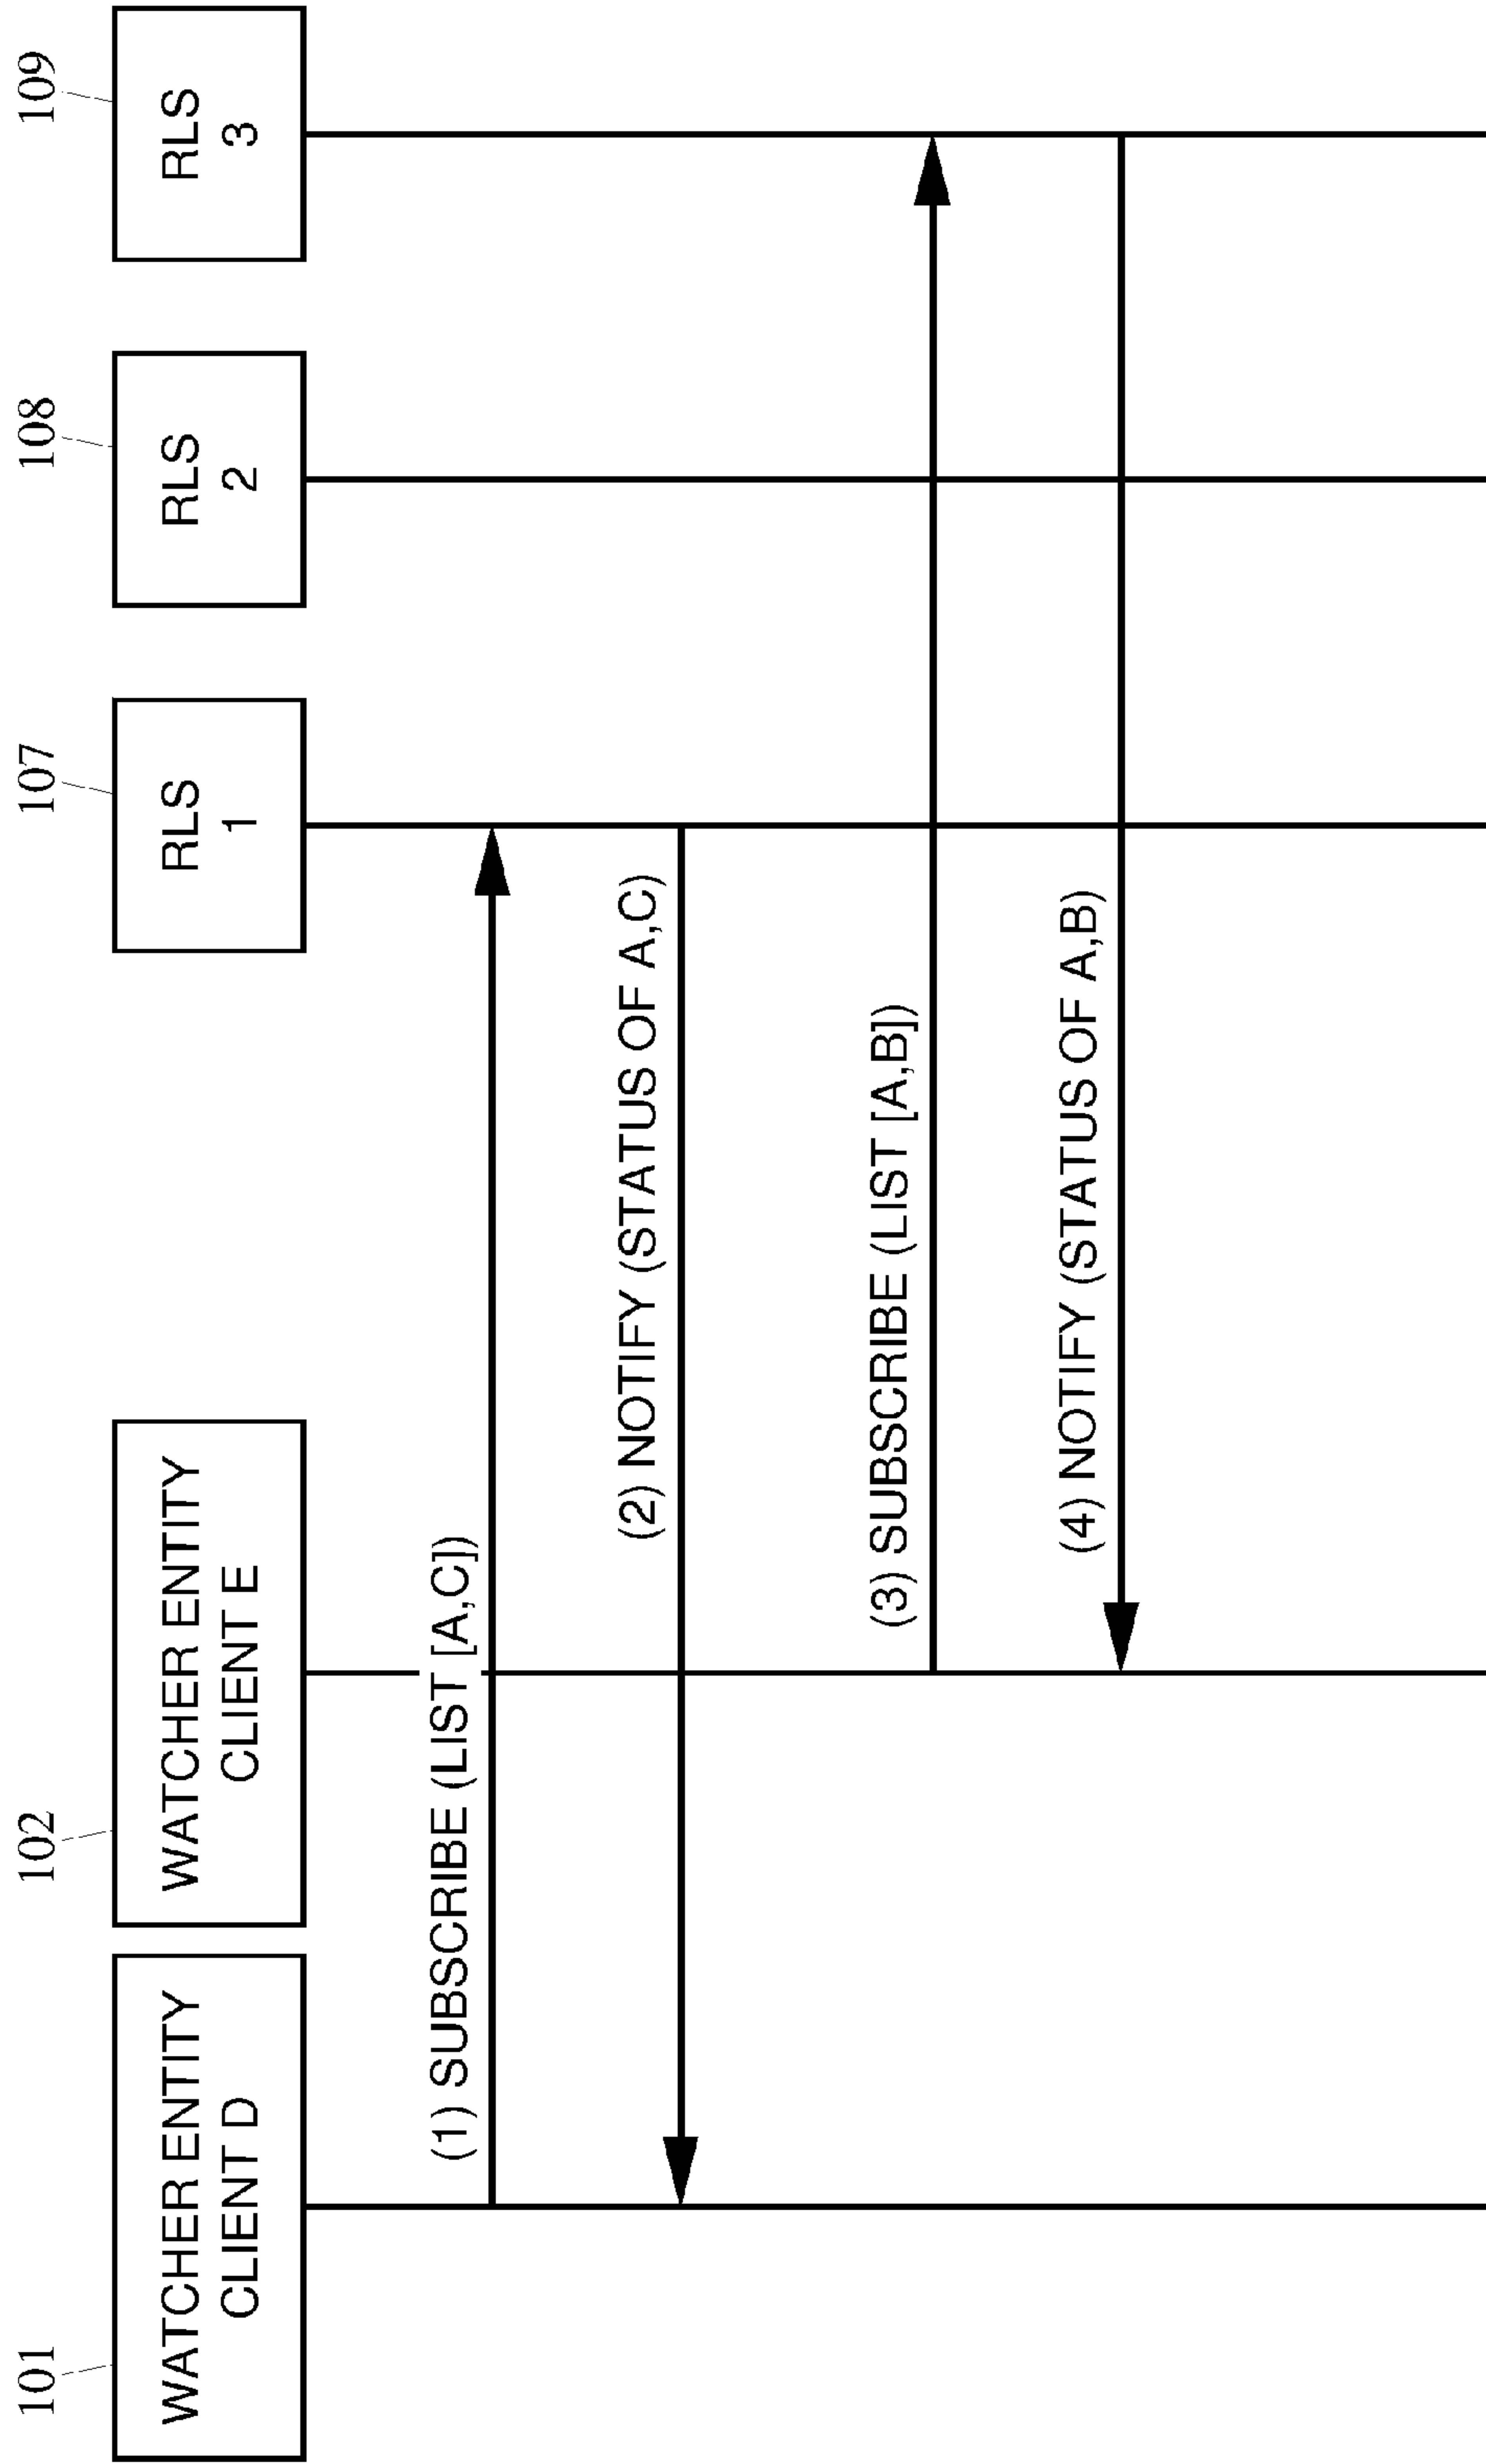 101
102
107
108
109
WATCHER ENTITY
CLIENT D
WATCHER ENTITY
CLIENT E
RLS
1
RLS
2
RLS
3
(1) SUBSCRIBE (LIST [A,C])
(2) NOTIFY (STATUS OF A,C)
(3) SUBSCRIBE (LIST [A,B])
(4) NOTIFY (STATUS OF A,B)